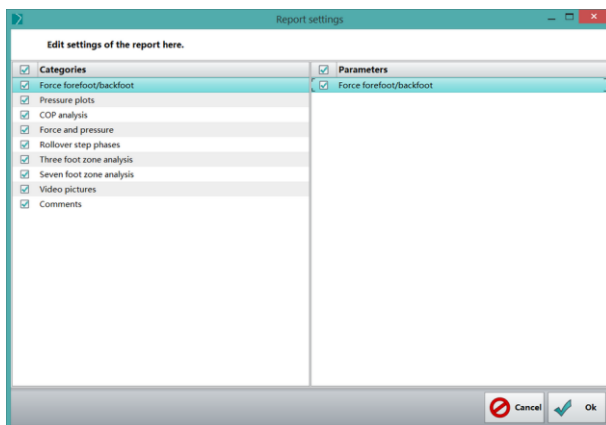 Report settings
Edit settings of the report here.
Categories
Force forefoot/backfoot
Pressure plots
COP analysis
Force and pressure
Rollover step phases
Three foot zone analysis
Seven foot zone analysis
Video pictures
Comments
Parameters
Force forefoot/backfoot
Cancel
Ok